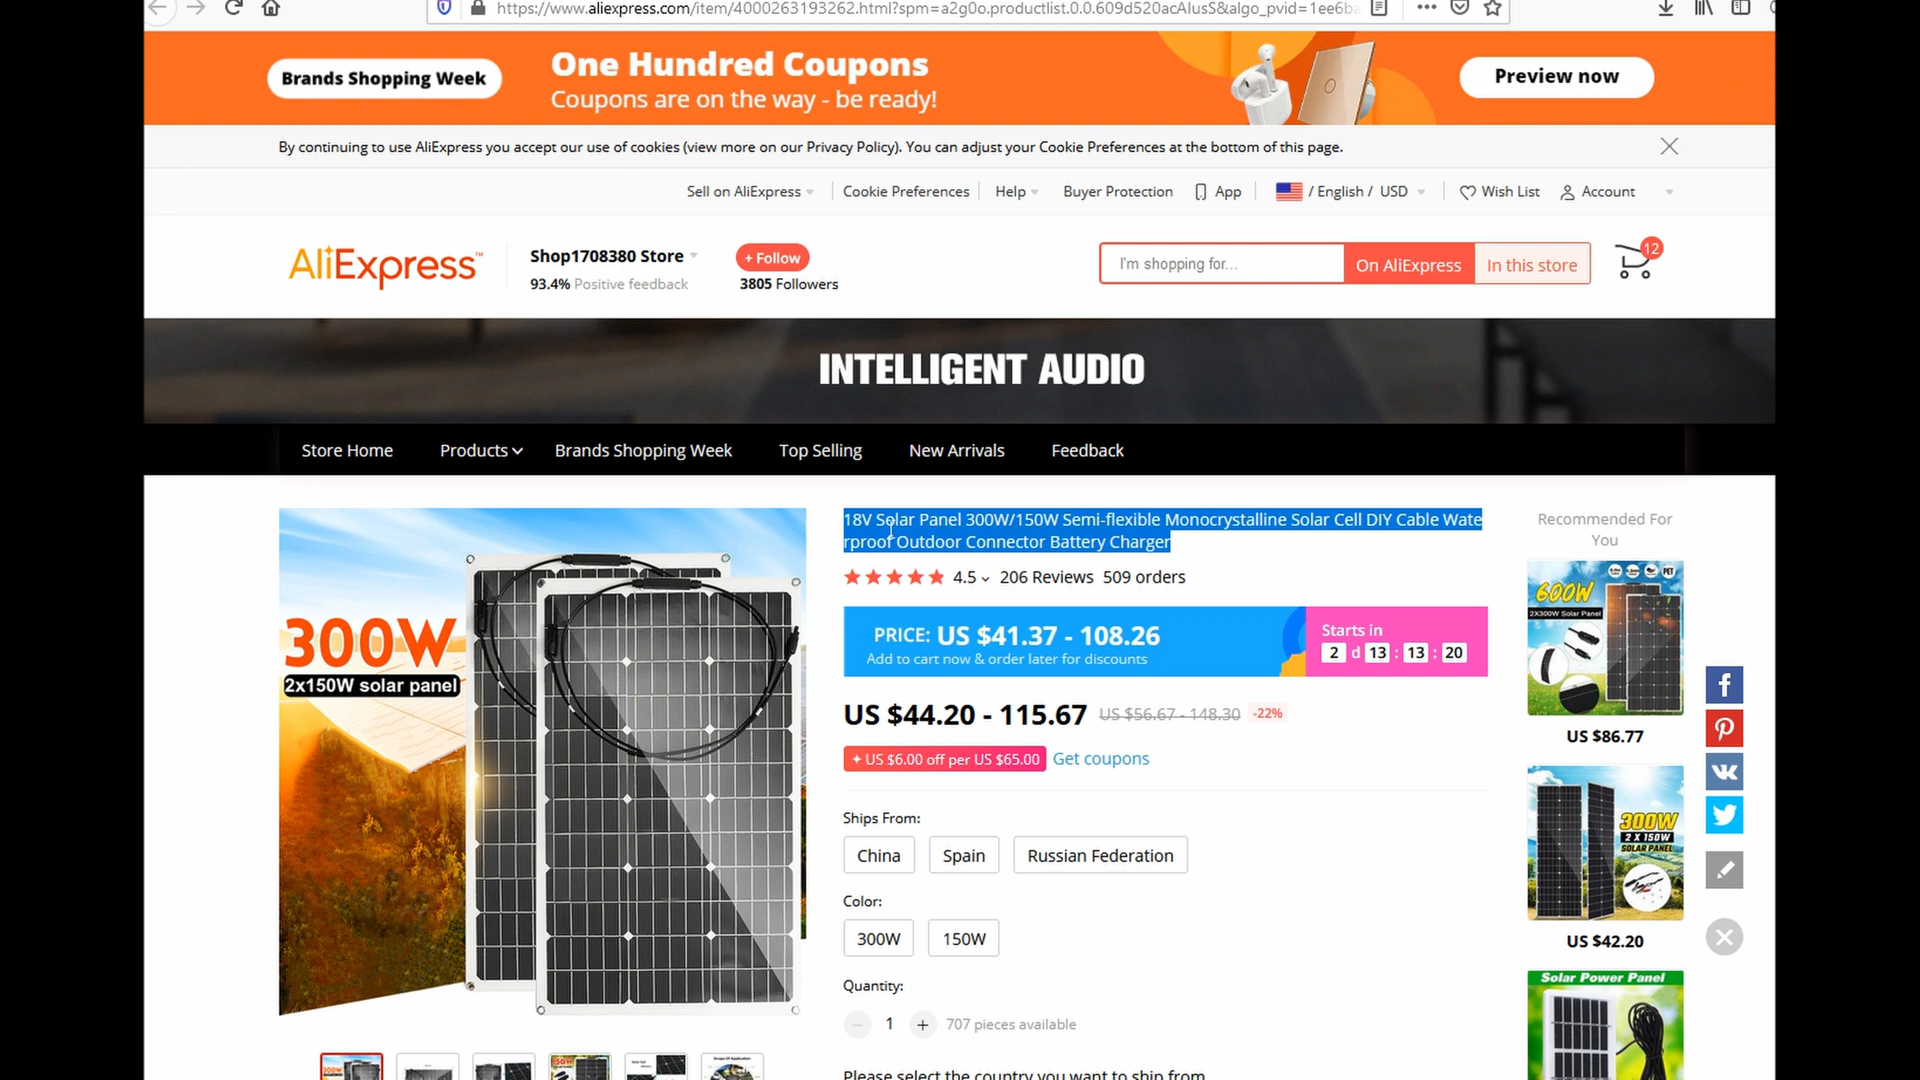 https://www.aliexpress.com/item/4000263193262.html?spm=a2g0o.productlist.0.0.609d520acAIusS&algo_pvid=1ee6b
Brands Shopping Week
One Hundred Coupons
Coupons are on the way - be ready!
Preview now
By continuing to use AliExpress you accept our use of cookies (view more on our Privacy Policy). You can adjust your Cookie Preferences at the bottom of this page.
Sell on AliExpress
Cookie Preferences
Help
Buyer Protection
App
/ English / USD
Wish List
Account
AliExpress™
Shop1708380 Store
93.4% Positive feedback
+ Follow
3805 Followers
I'm shopping for...
On AliExpress
In this store
12
INTELLIGENT AUDIO
Store Home
Products
Brands Shopping Week
Top Selling
New Arrivals
Feedback
300W
2x150W solar panel
18V Solar Panel 300W/150W Semi-flexible Monocrystalline Solar Cell DIY Cable Wate
rproof Outdoor Connector Battery Charger
4.5
206 Reviews
509 orders
PRICE: US $41.37 - 108.26
Add to cart now & order later for discounts
Starts in
2 d 13 : 13 : 20
US $44.20 - 115.67
US $56.67 - 148.30
-22%
US $6.00 off per US $65.00
Get coupons
Ships From:
China
Spain
Russian Federation
Color:
300W
150W
Quantity:
1
707 pieces available
Please select the country you want to ship from
Recommended For
You
600W
2X300W Solar Panel
PET
US $86.77
300W
2 X 150W
SOLAR PANEL
US $42.20
Solar Power Panel